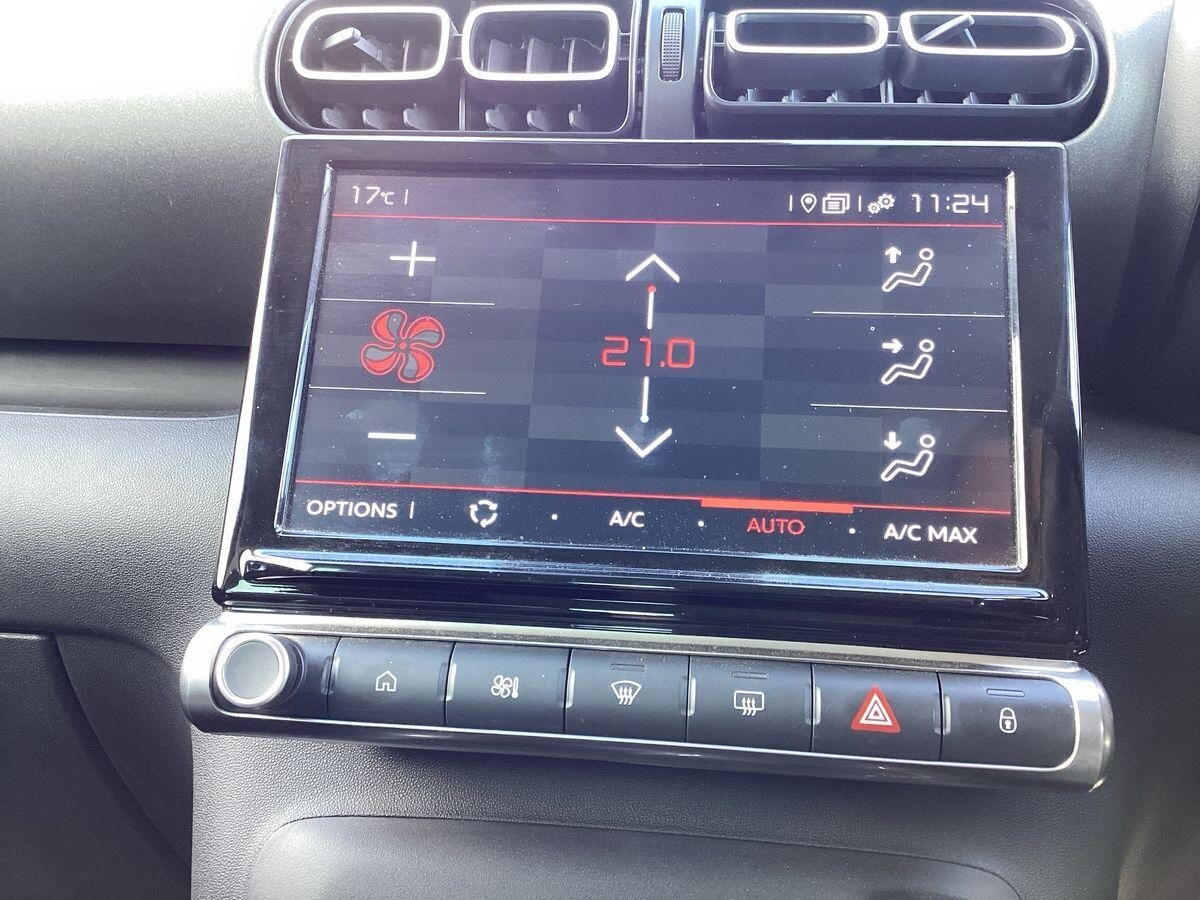 17°C
11:24
21.0
OPTIONS A/C AUTO A/C MAX